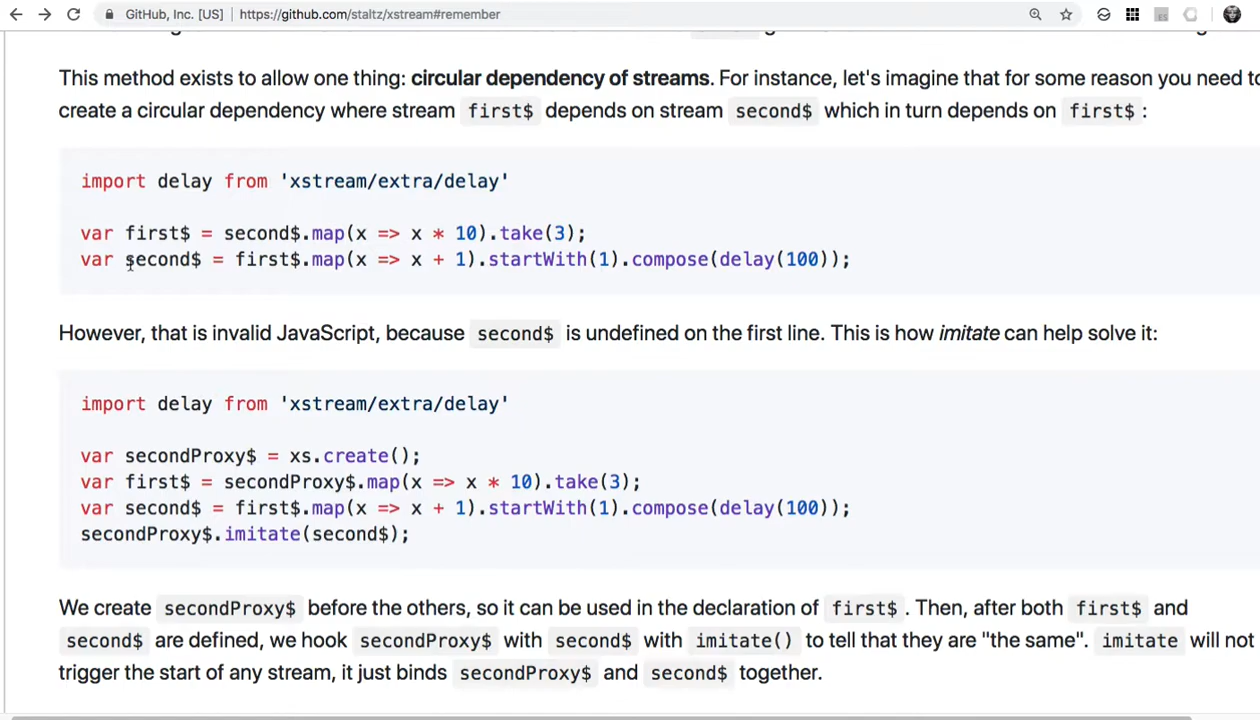 GitHub, Inc. [US] | https://github.com/staltz/xstream#remember
This method exists to allow one thing: circular dependency of streams. For instance, let's imagine that for some reason you need to
create a circular dependency where stream first$ depends on stream second$ which in turn depends on first$ :
import delay from 'xstream/extra/delay'
var first$ = second$.map(x => x * 10).take(3);
var second$ = first$.map(x => x + 1).startWith(1).compose(delay(100));
However, that is invalid JavaScript, because second$ is undefined on the first line. This is how imitate can help solve it:
import delay from 'xstream/extra/delay'
var secondProxy$ = xs.create();
var first$ = secondProxy$.map(x => x * 10).take(3);
var second$ = first$.map(x => x + 1).startWith(1).compose(delay(100));
secondProxy$.imitate(second$);
We create secondProxy$ before the others, so it can be used in the declaration of first$ . Then, after both first$ and
second$ are defined, we hook secondProxy$ with second$ with imitate() to tell that they are "the same". imitate will not
trigger the start of any stream, it just binds secondProxy$ and second$ together.